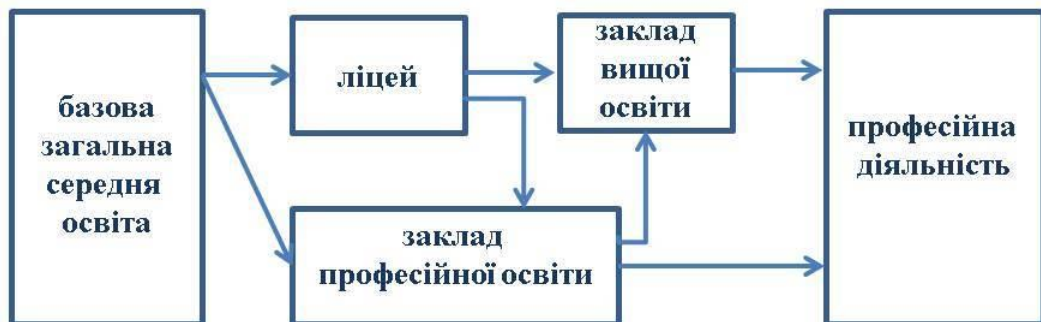 базова
загальна
середня
освіта
ліцей
заклад
вищої
освіти
заклад
професійної освіти
професійна
діяльність